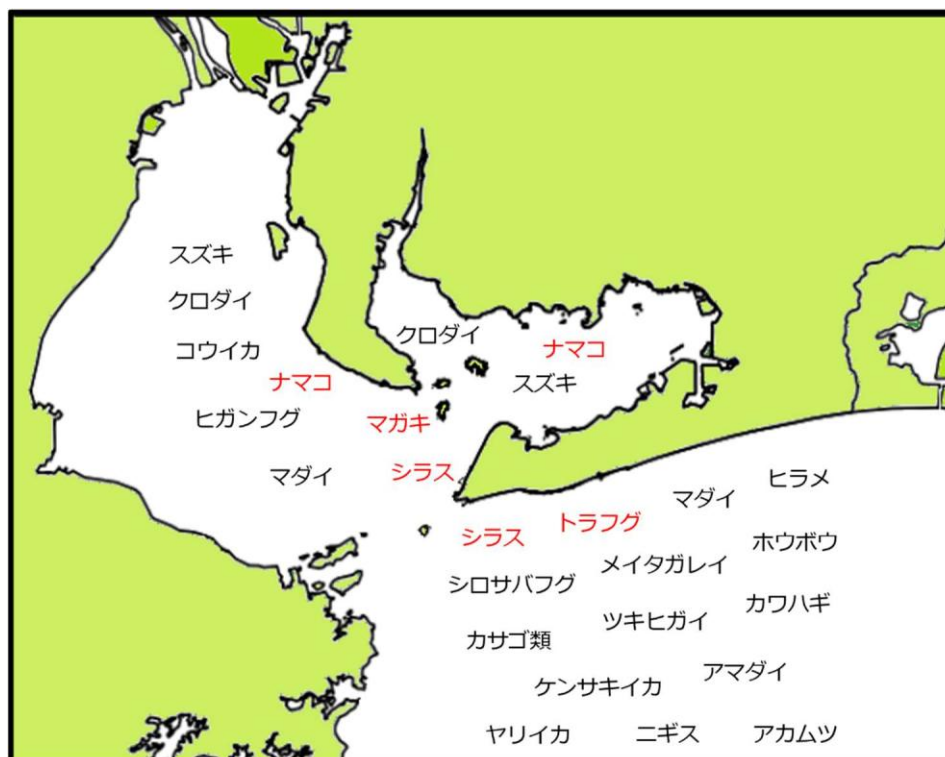 スズキ
クロダイ
コウイカ
ナマコ
ヒガンフグ
マダイ
クロダイ
ナマコ
スズキ
マガキ
シラス
シラス
トラフグ
マダイ
ヒラメ
ホウボウ
メイタガレイ
シロサバフグ
カワハギ
ツキヒガイ
カサゴ類
アマダイ
ケンサキイカ
ヤリイカ
ニギス
アカムツ